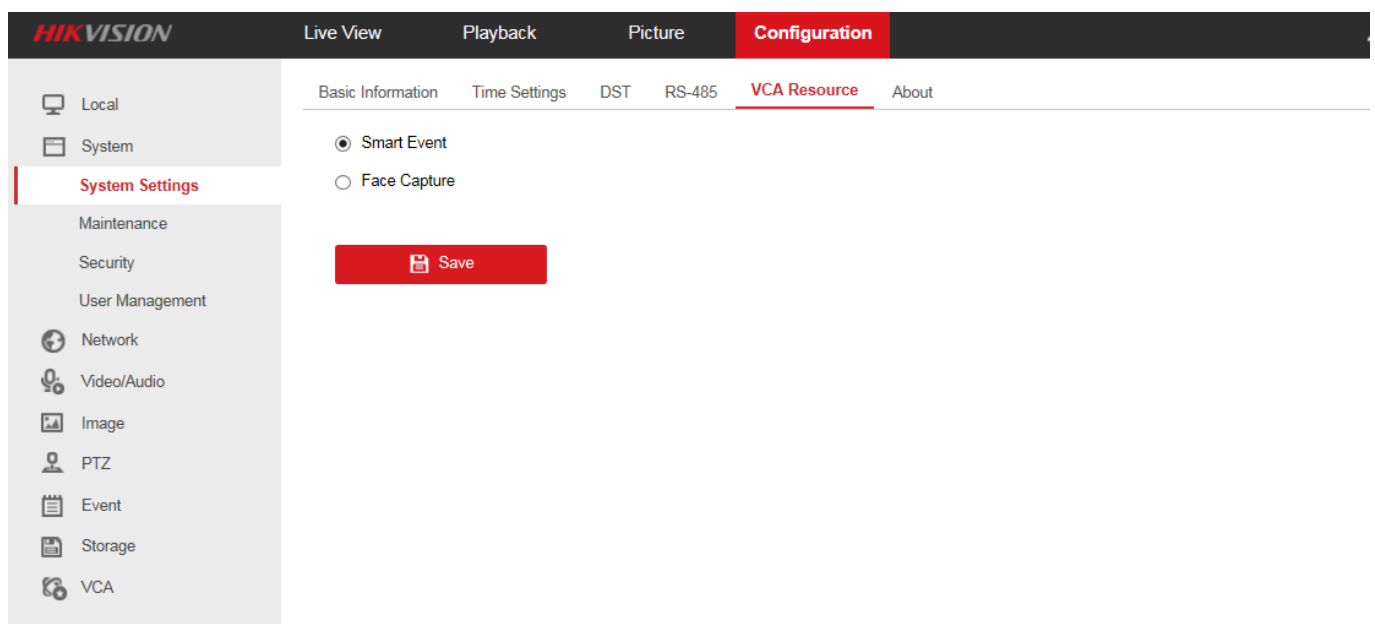 HIKVISION Live View Playback Picture Configuration
Basic Information Time Settings DST RS-485 VCA Resource About
Local
System
System Settings
Maintenance
Security
User Management
Network
Video/Audio
Image
PTZ
Event
Storage
VCA
Smart Event
Face Capture
Save